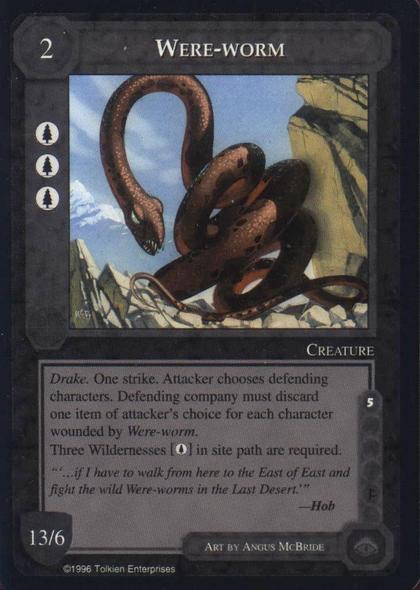 2
WERE-WORM
CREATURE
Drake. One strike. Attacker chooses defending
characters. Defending company must discard
one item of attacker's choice for each character
wounded by Were-worm.
Three Wildernesses [ ] in site path are required.
"'…if I have to walk from here to the East of East and
fight the wild Were-worms in the Last Desert.'"
—Hob
5
13/6
ART BY ANGUS MCBRIDE
©1996 Tolkien Enterprises